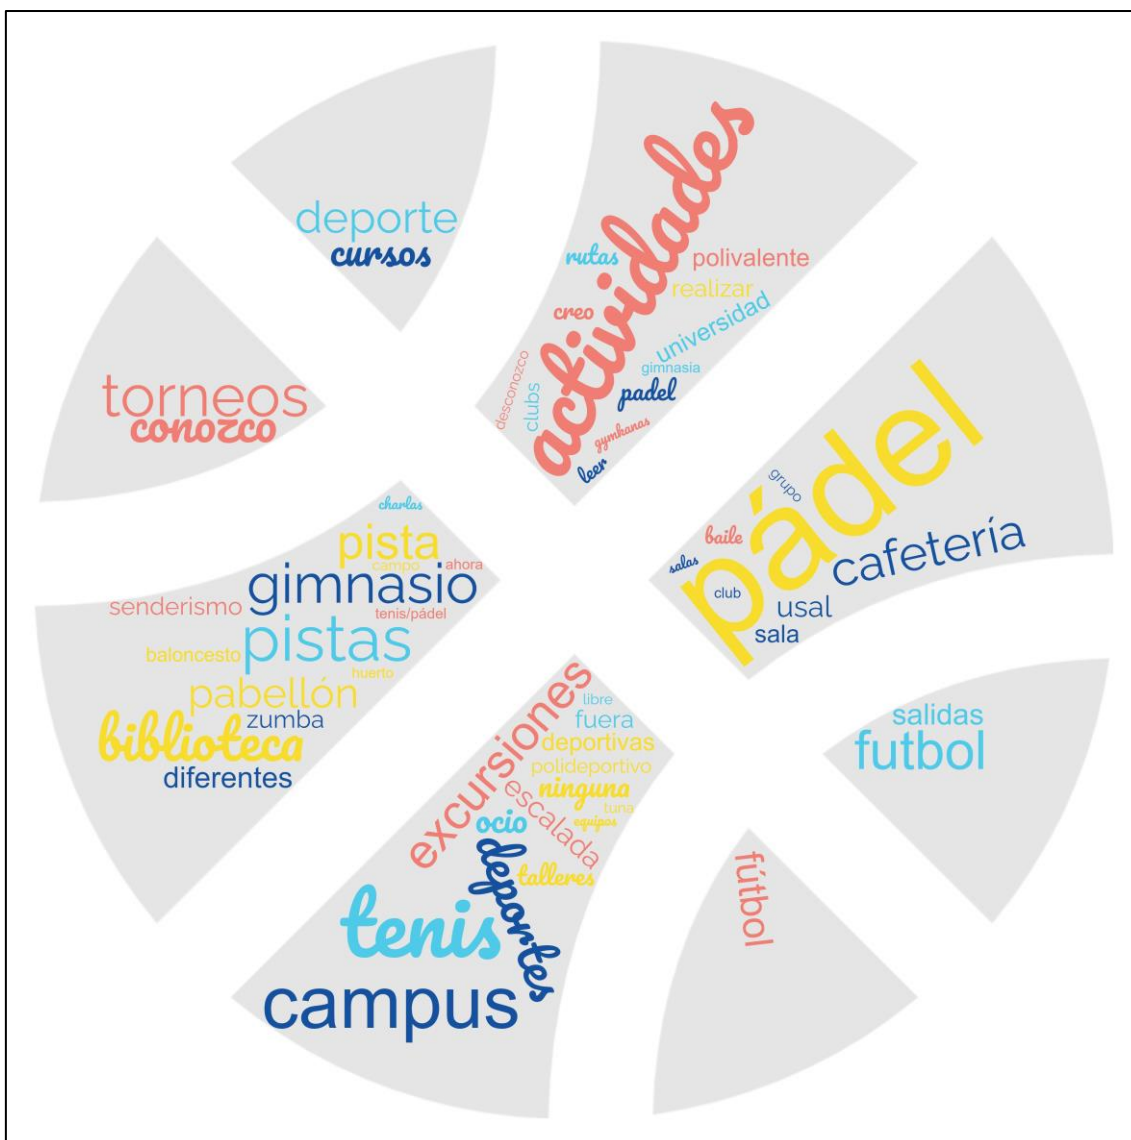 deporte
cursos
actividades
rutas
polivalente
realizar
creo
universidad
gimnasia
desconozco
clubs
padel
gymkanas
leer
torneos
conozco
pádel
grupo
baile
cafetería
salas
club
usal
sala
charlas
pista
campo
ahora
gimnasio
senderismo
tenis/pádel
pistas
baloncesto
huerto
pabellón
zumba
biblioteca
diferentes
excursiones
libre
fuera
deportivas
polideportivo
ninguna
escalada
tuna
equipos
ocio
deportes
talleres
tenis
campus
salidas
futbol
fútbol